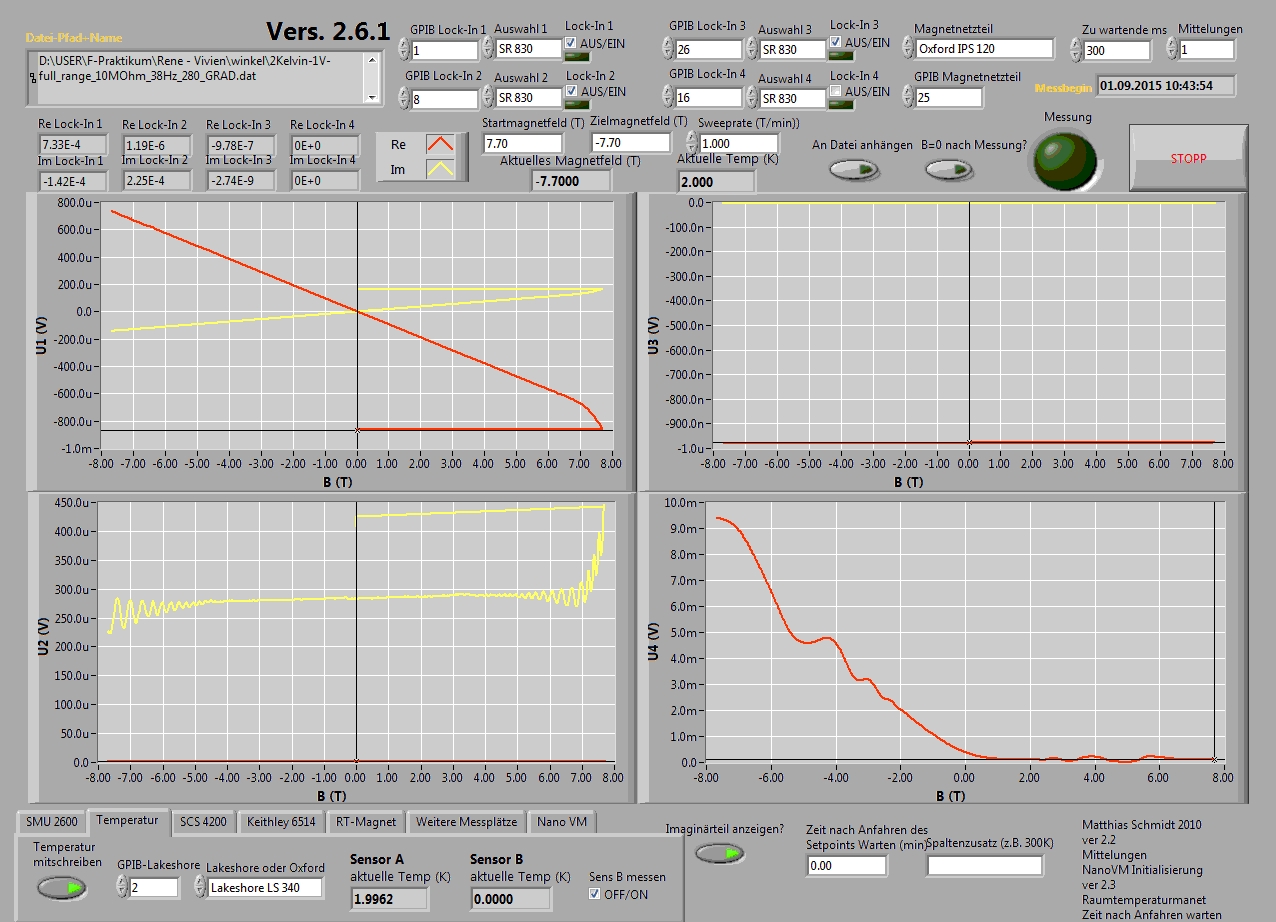 Datei-Pfad--Name
Vers. 2.6.1
D:\USER\F-Praktikum\Rene - Vivien\winkel\2Kelvin-1V-
full_range_10MOhm_38Hz_280_GRAD.dat
GPIB Lock-In 1 Auswahl 1 Lock-In 1
1 SR 830 AUS/EIN
GPIB Lock-In 2 Auswahl 2 Lock-In 2
8 SR 830 AUS/EIN
GPIB Lock-In 3 Auswahl 3 Lock-In 3
26 SR 830 AUS/EIN
GPIB Lock-In 4 Auswahl 4 Lock-In 4
16 SR 830 AUS/EIN
Magnetnetzteil
Oxford IPS 120
GPIB Magnetnetzteil
25
Zu wartende ms Mittelungen
300 1
Messbegin 01.09.2015 10:43:54
Re Lock-In 1 Re Lock-In 2 Re Lock-In 3 Re Lock-In 4
7.33E-4 1.19E-6 -9.78E-7 0E+0
Im Lock-In 1 Im Lock-In 2 Im Lock-In 3 Im Lock-In 4
-1.42E-4 2.25E-4 -2.74E-9 0E+0
Re
Im
Startmagnetfeld (T) Zielmagnetfeld (T) Sweeprate (T/min))
7.70 -7.70 1.000
Aktuelles Magnetfeld (T) Aktuelle Temp (K)
-7.7000 2.000
An Datei anhängen B=0 nach Messung?
Messung
STOPP
U1 (V)
800.0u
600.0u
400.0u
200.0u
0.0
-200.0u
-400.0u
-600.0u
-800.0u
-1.0m
-8.00 -7.00 -6.00 -5.00 -4.00 -3.00 -2.00 -1.00 0.00 1.00 2.00 3.00 4.00 5.00 6.00 7.00 8.00
B (T)
U3 (V)
0.0
-100.0n
-200.0n
-300.0n
-400.0n
-500.0n
-600.0n
-700.0n
-800.0n
-900.0n
-1.0u
-8.00 -7.00 -6.00 -5.00 -4.00 -3.00 -2.00 -1.00 0.00 1.00 2.00 3.00 4.00 5.00 6.00 7.00 8.00
B (T)
U2 (V)
450.0u
400.0u
350.0u
300.0u
250.0u
200.0u
150.0u
100.0u
50.0u
0.0
-8.00 -7.00 -6.00 -5.00 -4.00 -3.00 -2.00 -1.00 0.00 1.00 2.00 3.00 4.00 5.00 6.00 7.00 8.00
B (T)
U4 (V)
10.0m
9.0m
8.0m
7.0m
6.0m
5.0m
4.0m
3.0m
2.0m
1.0m
0.0
-8.00 -6.00 -4.00 -2.00 0.00 2.00 4.00 6.00 8.00
B (T)
SMU 2600 Temperatur SCS 4200 Keithley 6514 RT-Magnet Weitere Messplätze Nano VM
Temperatur
mitschreiben
GPIB-Lakeshore Lakeshore oder Oxford
2 Lakeshore LS 340
Sensor A
aktuelle Temp (K)
1.9962
Sensor B
aktuelle Temp (K)
0.0000
Sens B messen
OFF/ON
Imaginärteil anzeigen?
Zeit nach Anfahren des
Setpoints Warten (min)
0.00
Spaltenzusatz (z.B. 300K)
Matthias Schmidt 2010
ver 2.2
Mittelungen
NanoVM Initialisierung
ver 2.3
Raumtemperaturmanet
Zeit nach Anfahren warten